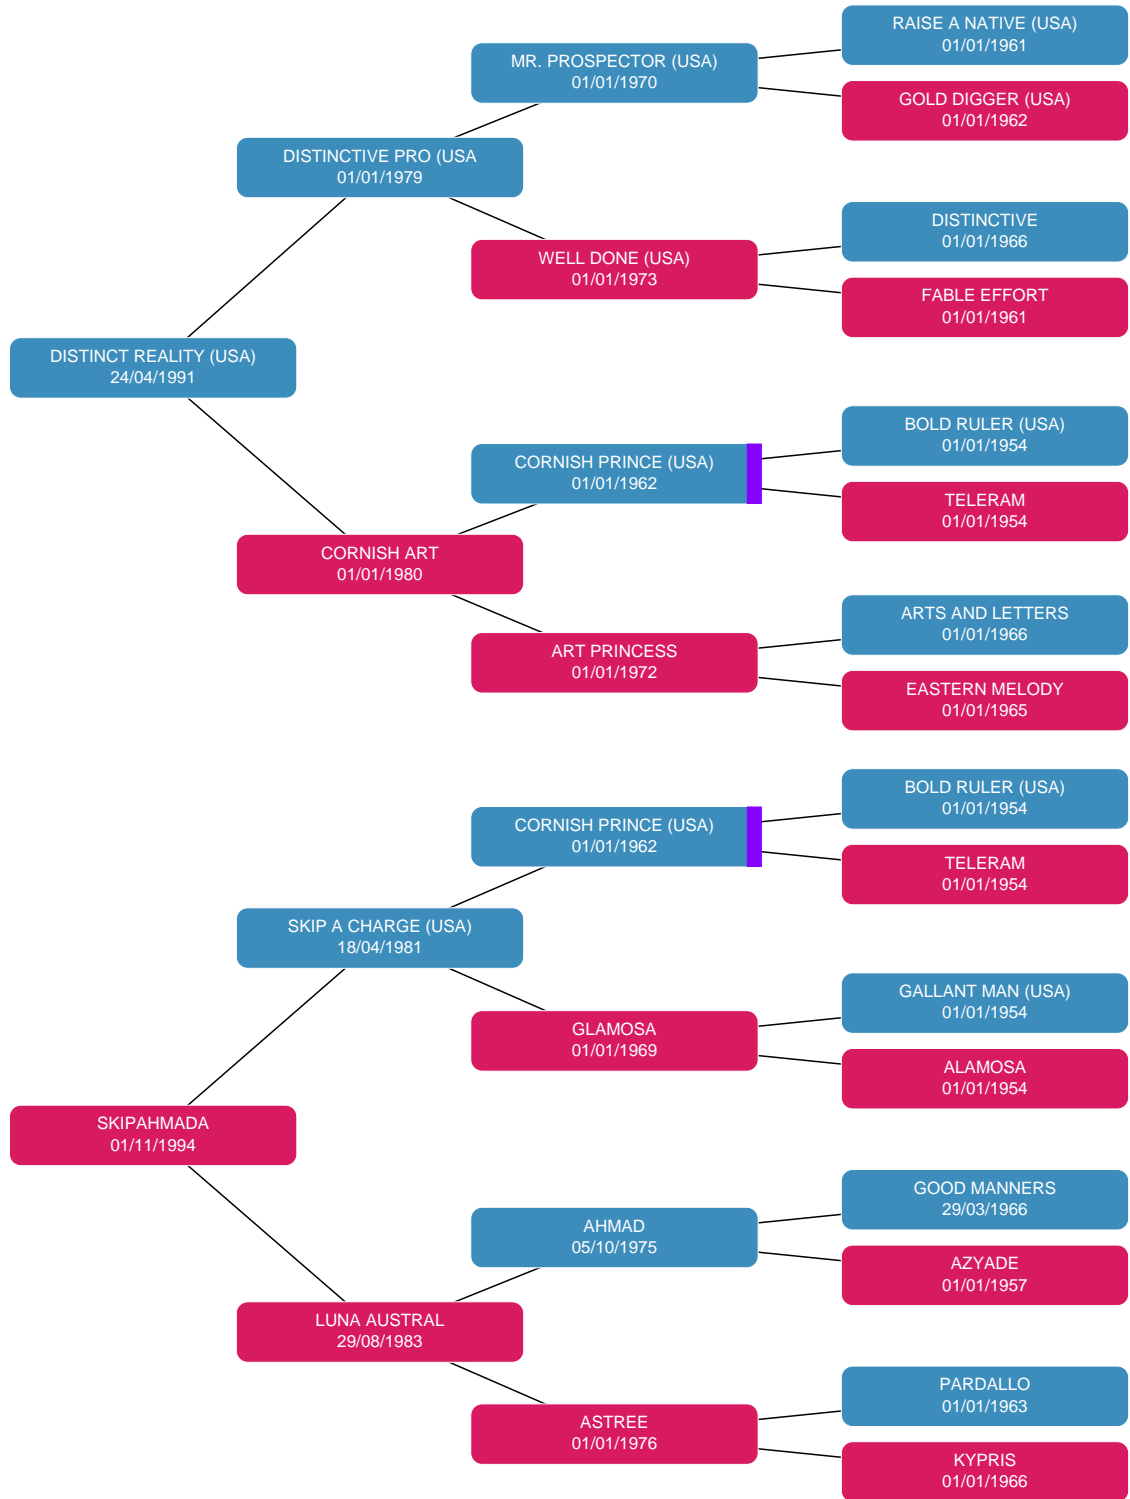 RAISE A NATIVE (USA)
01/01/1961
MR. PROSPECTOR (USA)
01/01/1970
GOLD DIGGER (USA)
01/01/1962
DISTINCTIVE PRO (USA
01/01/1979
DISTINCTIVE
01/01/1966
WELL DONE (USA)
01/01/1973
FABLE EFFORT
01/01/1961
DISTINCT REALITY (USA)
24/04/1991
BOLD RULER (USA)
01/01/1954
CORNISH PRINCE (USA)
01/01/1962
TELERAM
01/01/1954
CORNISH ART
01/01/1980
ARTS AND LETTERS
01/01/1966
ART PRINCESS
01/01/1972
EASTERN MELODY
01/01/1965
BOLD RULER (USA)
01/01/1954
CORNISH PRINCE (USA)
01/01/1962
TELERAM
01/01/1954
SKIP A CHARGE (USA)
18/04/1981
GALLANT MAN (USA)
01/01/1954
GLAMOSA
01/01/1969
ALAMOSA
01/01/1954
SKIPAHMADA
01/11/1994
GOOD MANNERS
29/03/1966
AHMAD
05/10/1975
AZYADE
01/01/1957
LUNA AUSTRAL
29/08/1983
PARDALLO
01/01/1963
ASTREE
01/01/1976
KYPRIS
01/01/1966